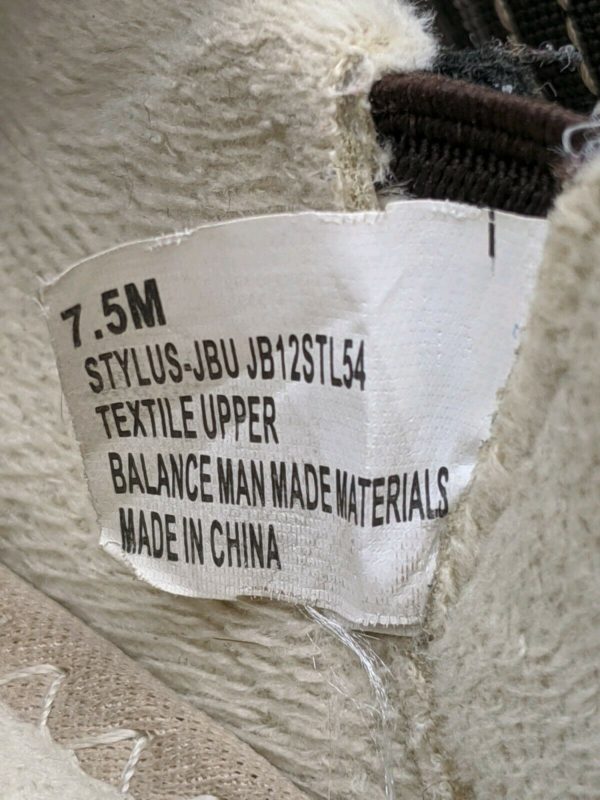 7.5M
STYLUS-JBU JB12STL54
TEXTILE UPPER
BALANCE MAN MADE MATERIALS
MADE IN CHINA